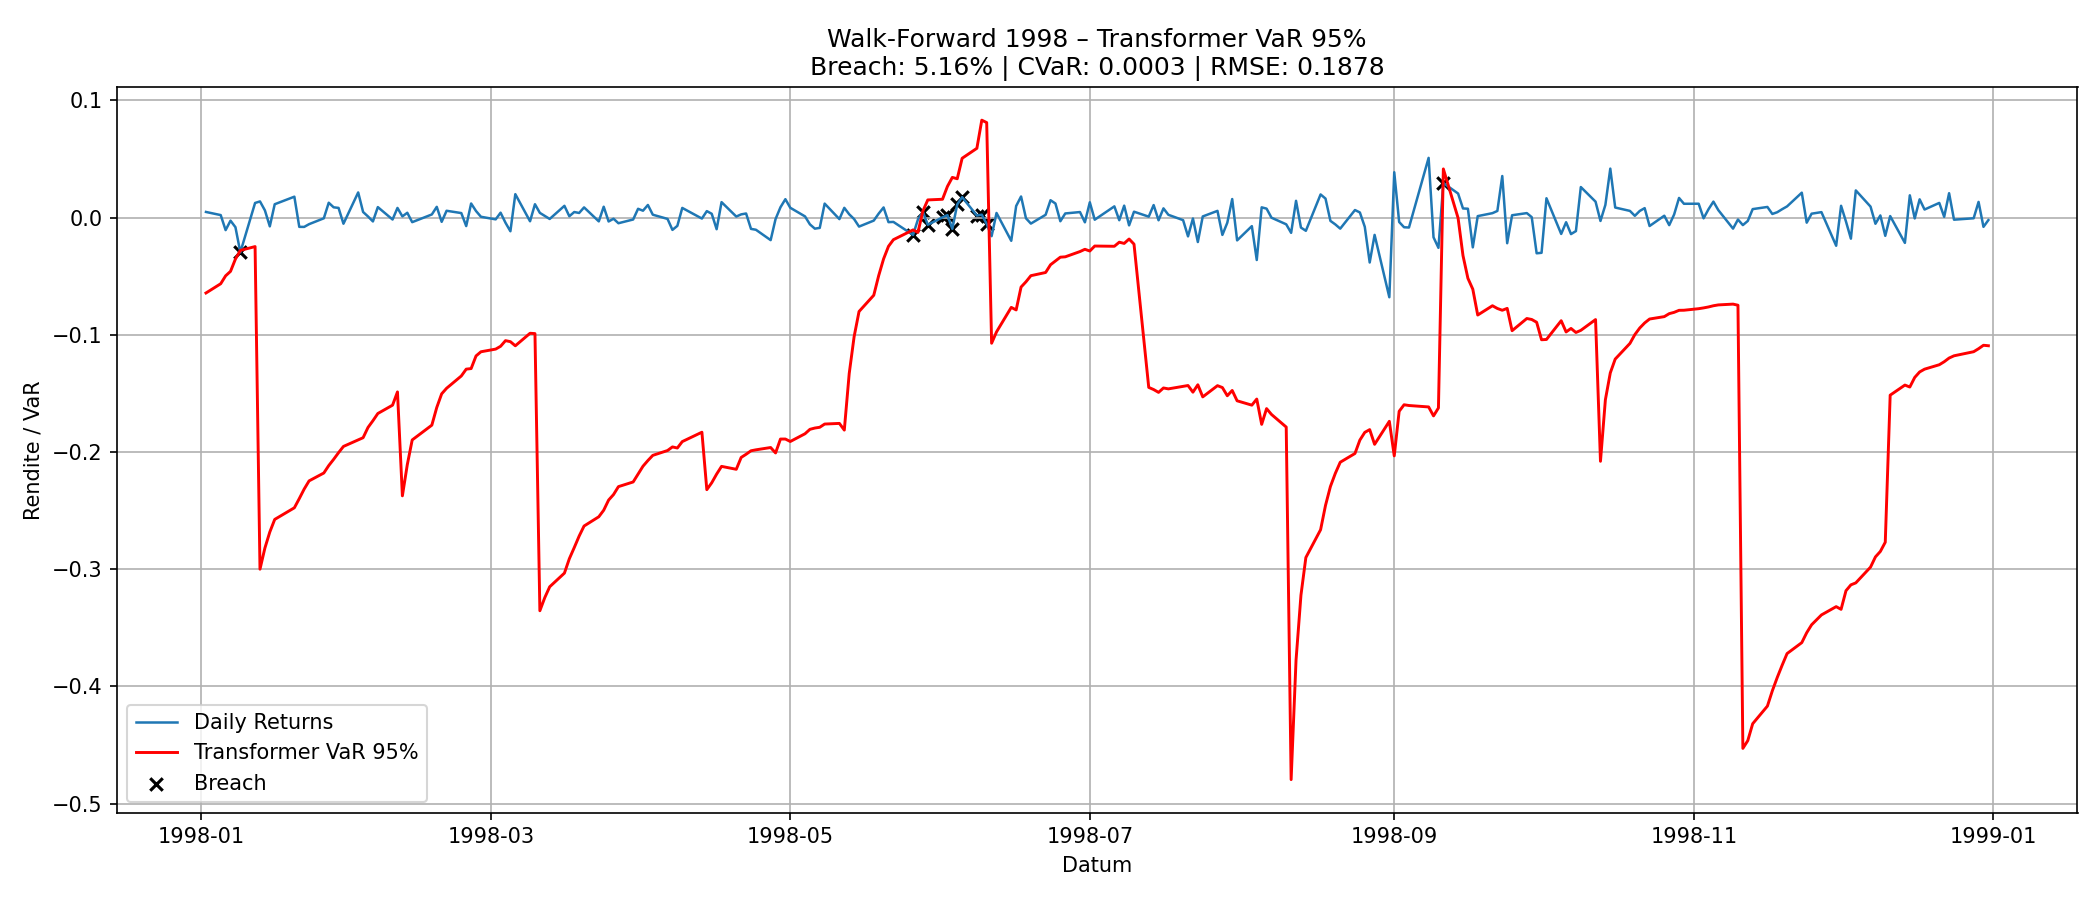 Walk-Forward 1998 – Transformer VaR 95%
Breach: 5.16% | CVaR: 0.0003 | RMSE: 0.1878
Rendite / VaR
0.1
0.0
−0.1
−0.2
−0.3
−0.4
−0.5
Daily Returns
Transformer VaR 95%
Breach
1998-01 1998-03 1998-05 1998-07 1998-09 1998-11 1999-01
Datum